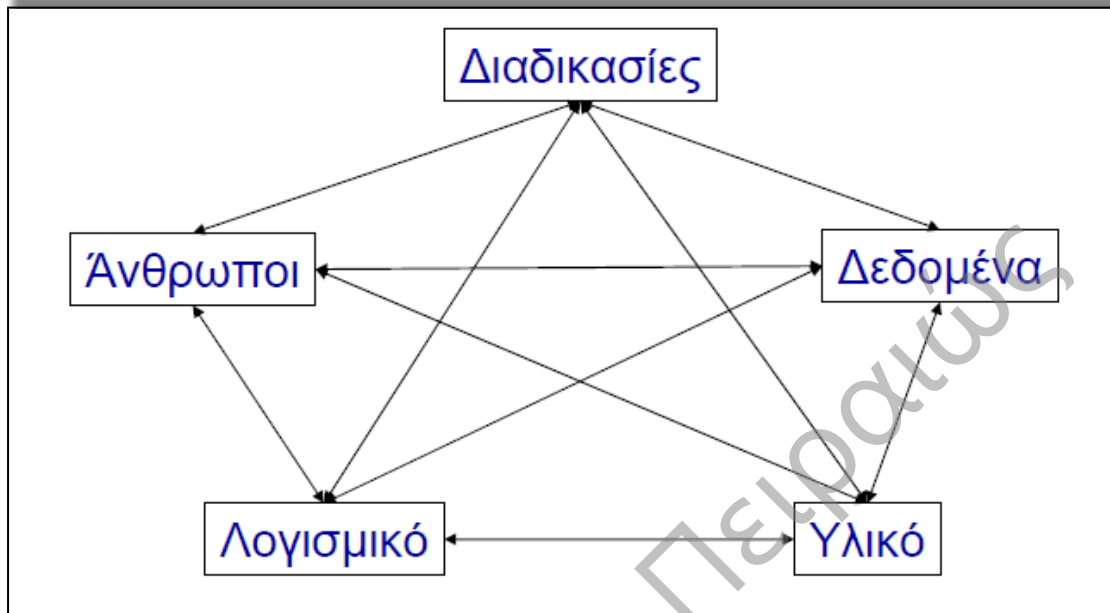 Διαδικασίες
Άνθρωποι
Δεδομένα
Λογισμικό
Υλικό
Πειραιώς